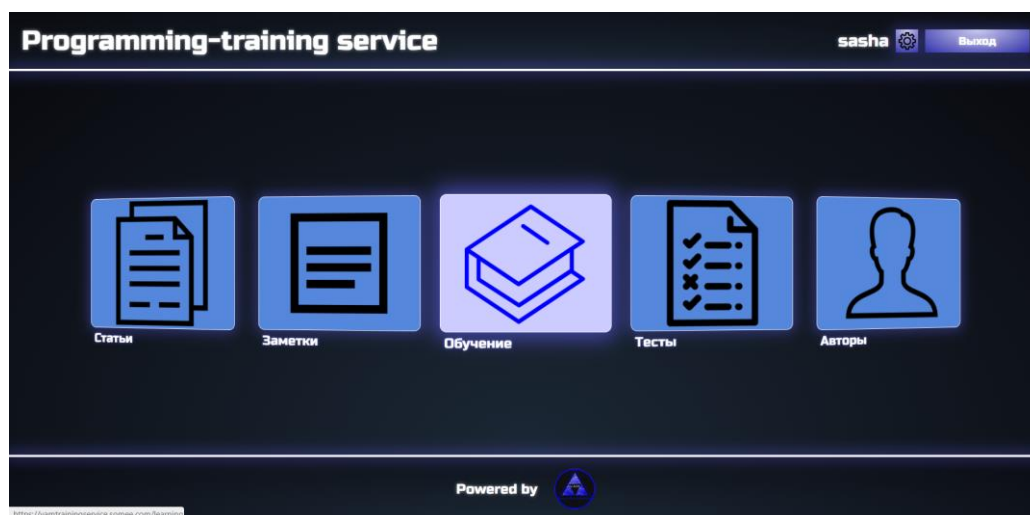 Programming-training service
sasha
Выход
Статьи
Заметки
Обучение
Тесты
Авторы
Powered by